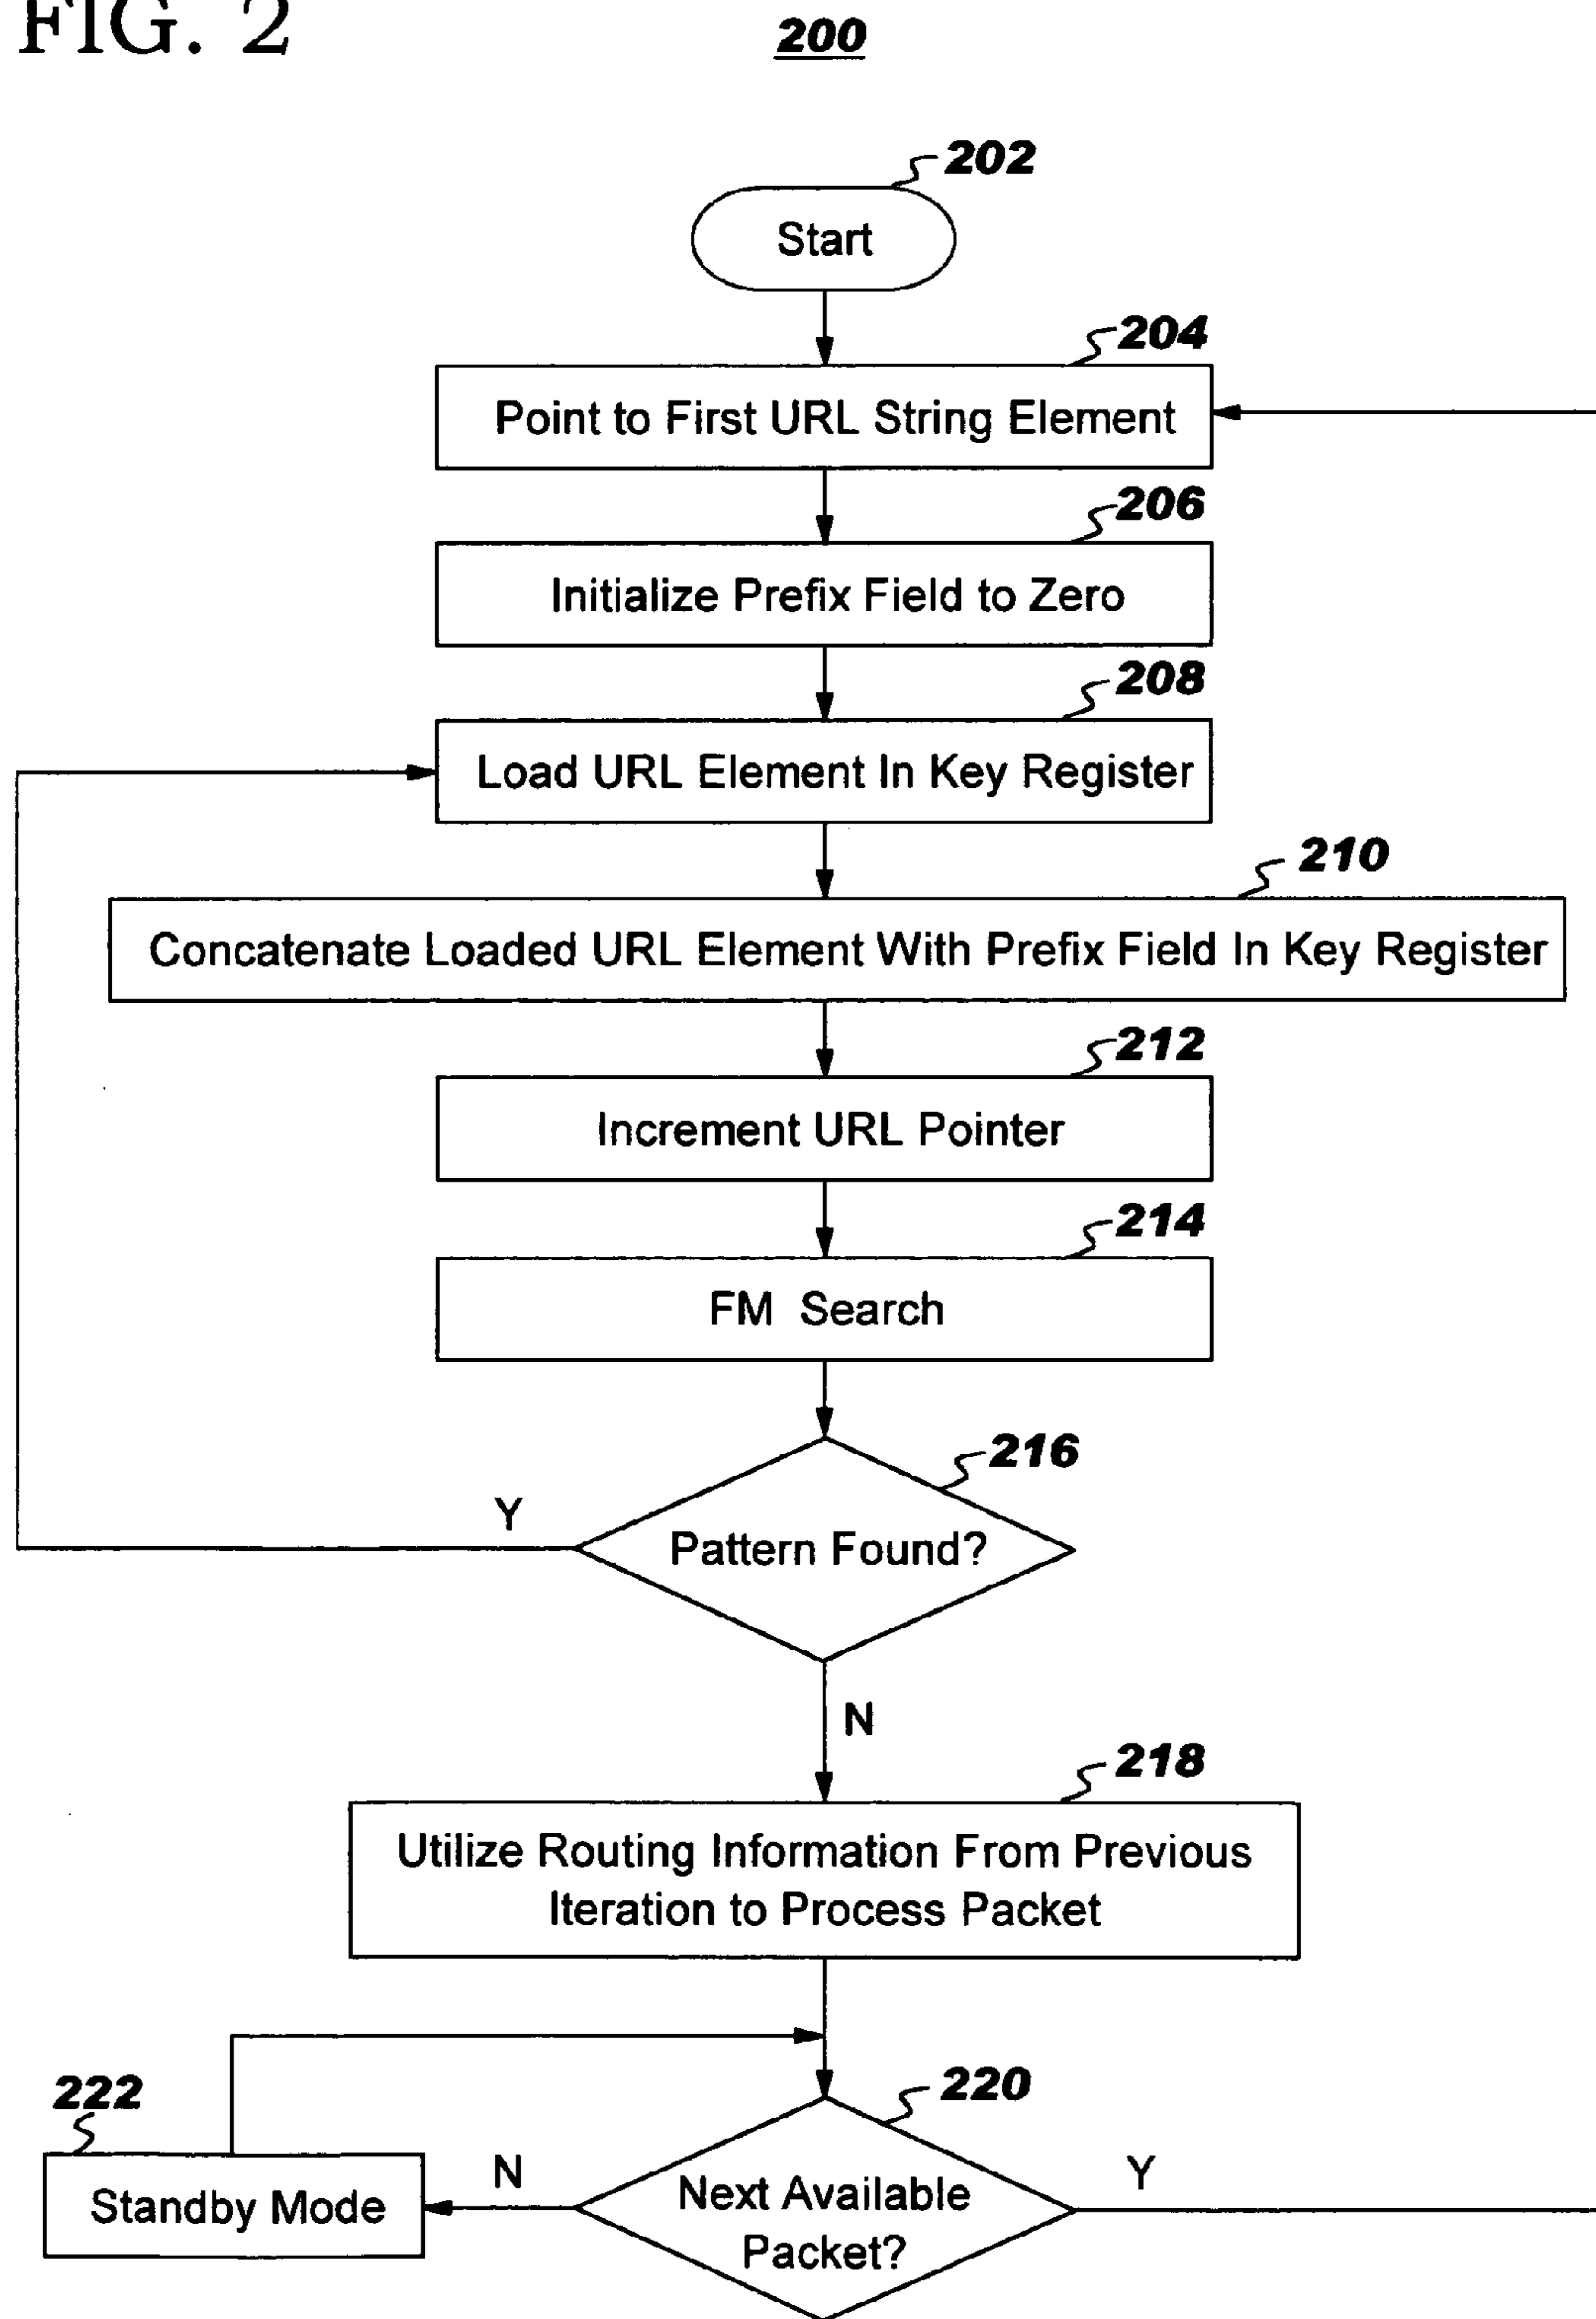 FIG. 2
200
202
Start
204
Point to First URL String Element
206
Initialize Prefix Field to Zero
208
Load URL Element In Key Register
210
Concatenate Loaded URL Element With Prefix Field In Key Register
212
Increment URL Pointer
214
FM Search
216
Pattern Found?
Y
N
218
Utilize Routing Information From Previous
Iteration to Process Packet
220
222
Next Available
Packet?
N
Y
Standby Mode